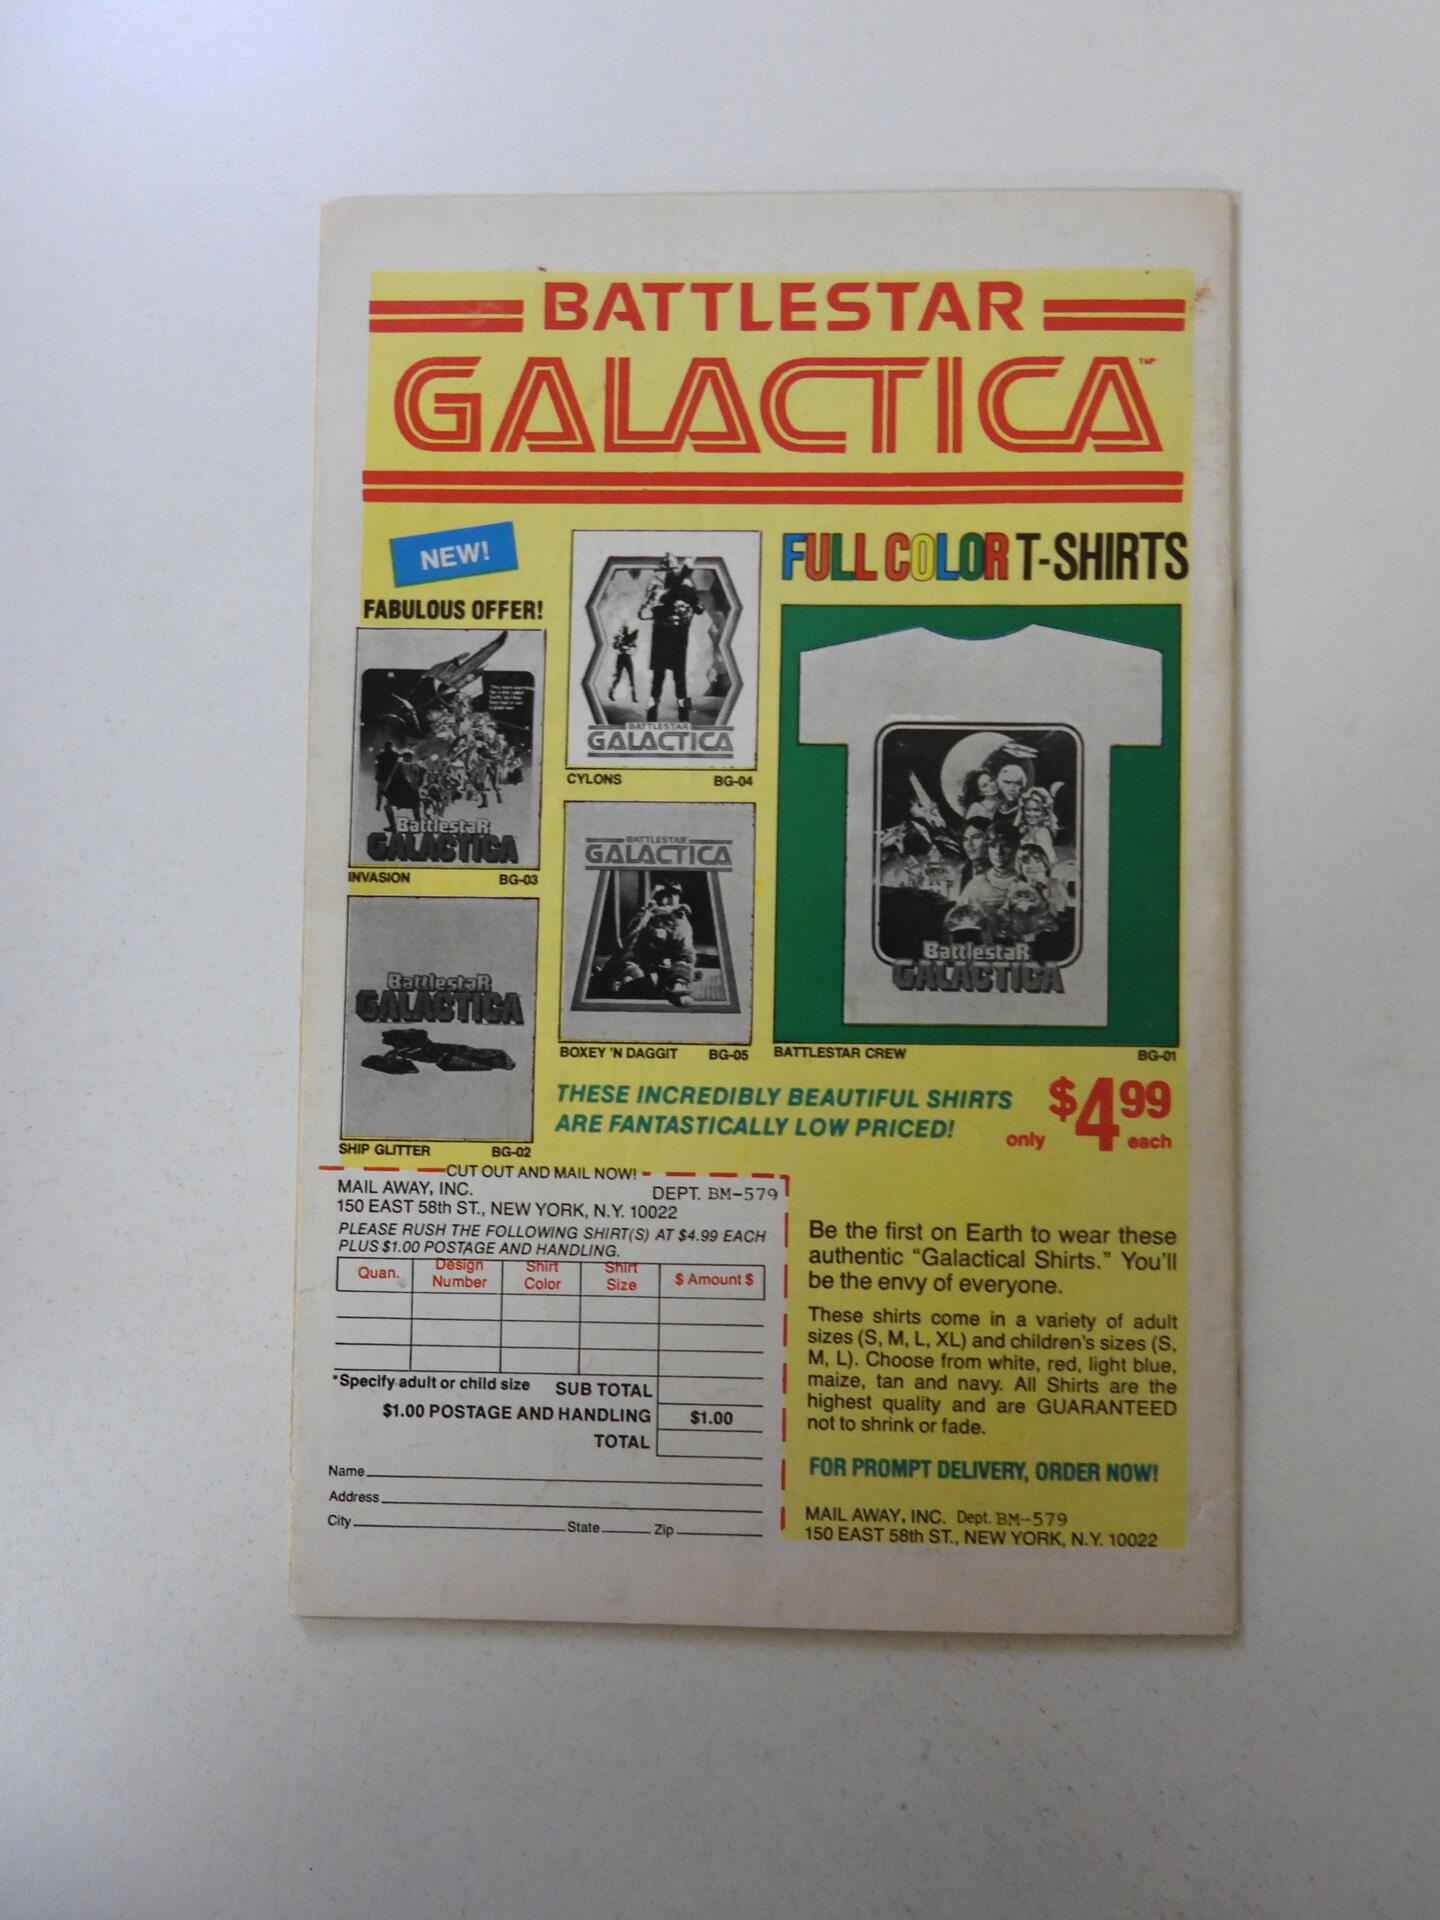 BATTLESTAR
GALACTICA™
NEW!
FABULOUS OFFER!
FULL COLOR T-SHIRTS
BATTLESTAR
GALACTICA
CYLONS BG-04
BattlestaR
GALACTICA
INVASION BG-03
BATTLESTAR
GALACTICA
BOXEY 'N DAGGIT BG-05
BattlestaR
GALACTICA
BATTLESTAR CREW BG-01
BattlestaR
GALACTICA
SHIP GLITTER BG-02
THESE INCREDIBLY BEAUTIFUL SHIRTS
ARE FANTASTICALLY LOW PRICED!
only $4.99 each
CUT OUT AND MAIL NOW!
MAIL AWAY, INC. DEPT. BM-579
150 EAST 58th ST., NEW YORK, N.Y. 10022
PLEASE RUSH THE FOLLOWING SHIRT(S) AT $4.99 EACH
PLUS $1.00 POSTAGE AND HANDLING.
Quan. Design Number Shirt Color Shirt Size $ Amount $
*Specify adult or child size SUB TOTAL
$1.00 POSTAGE AND HANDLING $1.00
TOTAL
Name
Address
City State Zip
Be the first on Earth to wear these
authentic “Galactical Shirts.” You'll
be the envy of everyone.
These shirts come in a variety of adult
sizes (S, M, L, XL) and children's sizes (S,
M, L). Choose from white, red, light blue,
maize, tan and navy. All Shirts are the
highest quality and are GUARANTEED
not to shrink or fade.
FOR PROMPT DELIVERY, ORDER NOW!
MAIL AWAY, INC. Dept. BM-579
150 EAST 58th ST., NEW YORK, N.Y. 10022